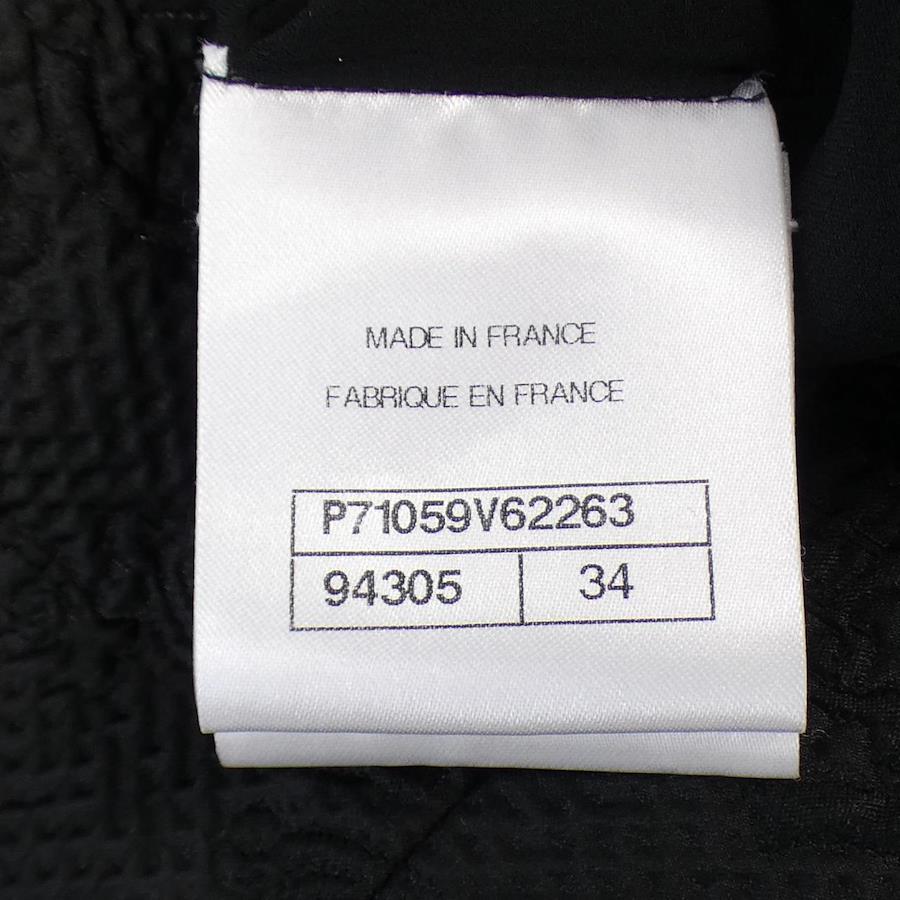 MADE IN FRANCE
FABRIQUE EN FRANCE
P71059V62263
94305 34